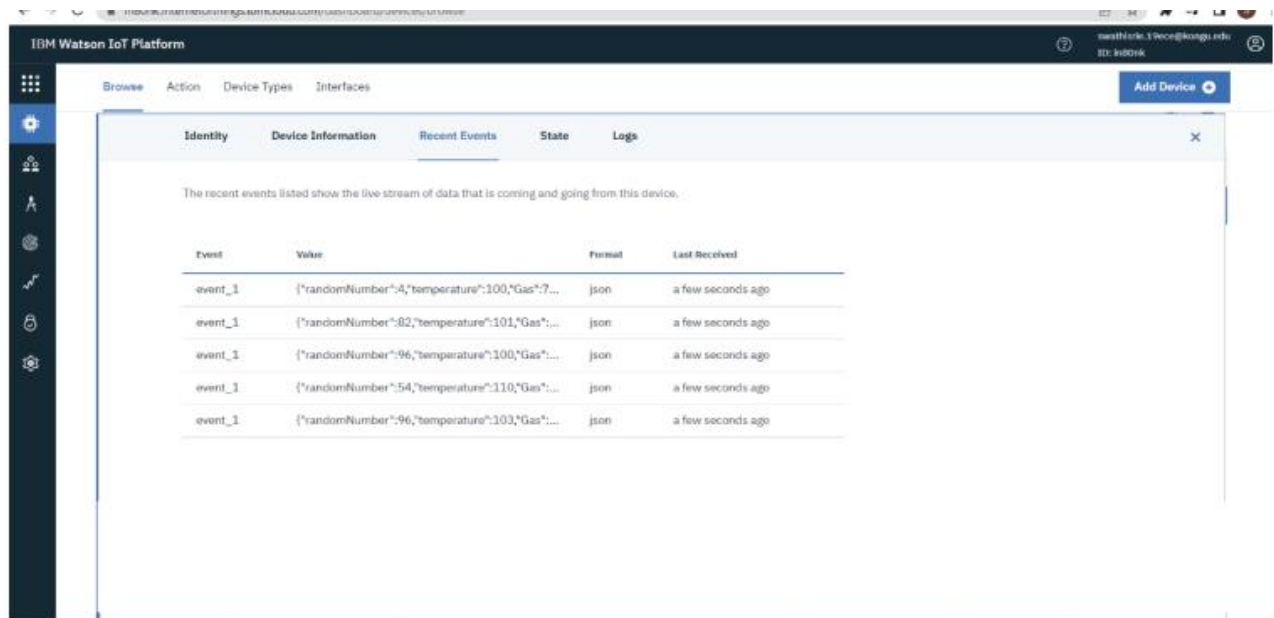 IBM Watson IoT Platform
ID: in80nk
Browse Action Device Types Interfaces
Add Device
Identity Device Information Recent Events State Logs
The recent events listed show the live stream of data that is coming and going from this device.
Event Value Format Last Received
event_1 {"randomNumber":4,"temperature":100,"Gas":7... json a few seconds ago
event_1 {"randomNumber":82,"temperature":101,"Gas":... json a few seconds ago
event_1 {"randomNumber":96,"temperature":100,"Gas":... json a few seconds ago
event_1 {"randomNumber":54,"temperature":110,"Gas":... json a few seconds ago
event_1 {"randomNumber":96,"temperature":103,"Gas":... json a few seconds ago